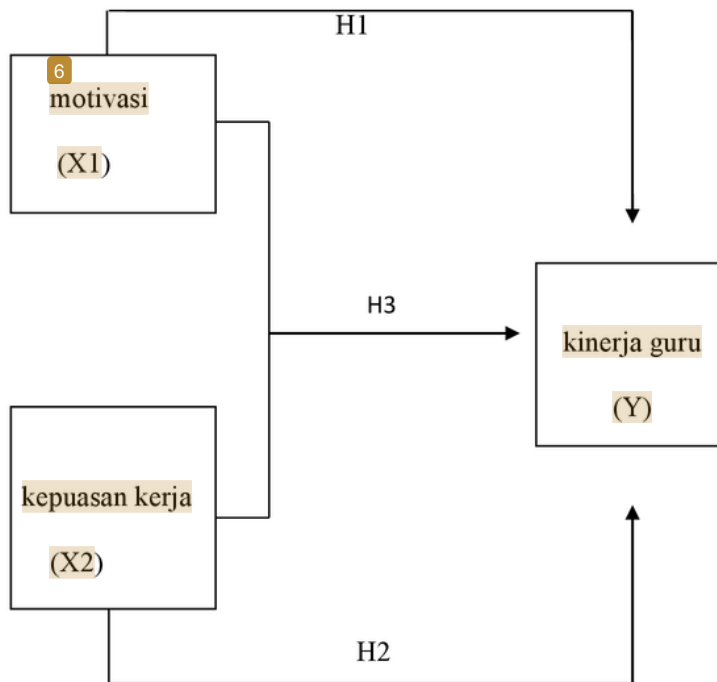 H1
6
motivasi
(X1)
H3
kinerja guru
(Y)
kepuasan kerja
(X2)
H2